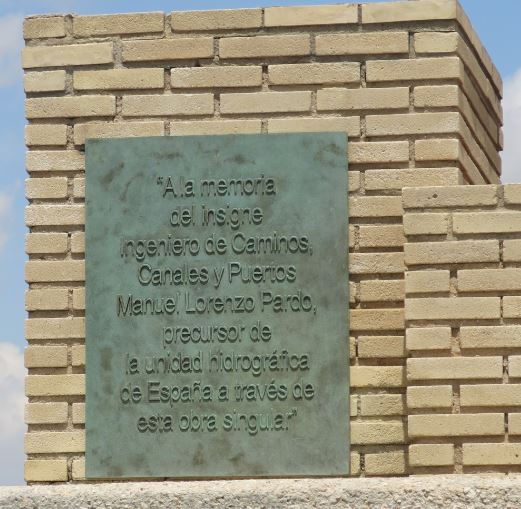 "A la memoria
del insigne
Ingeniero de Caminos,
Canales y Puertos
Manuel Lorenzo Pardo,
precursor de
la unidad hidrográfica
de España a través de
esta obra singular"